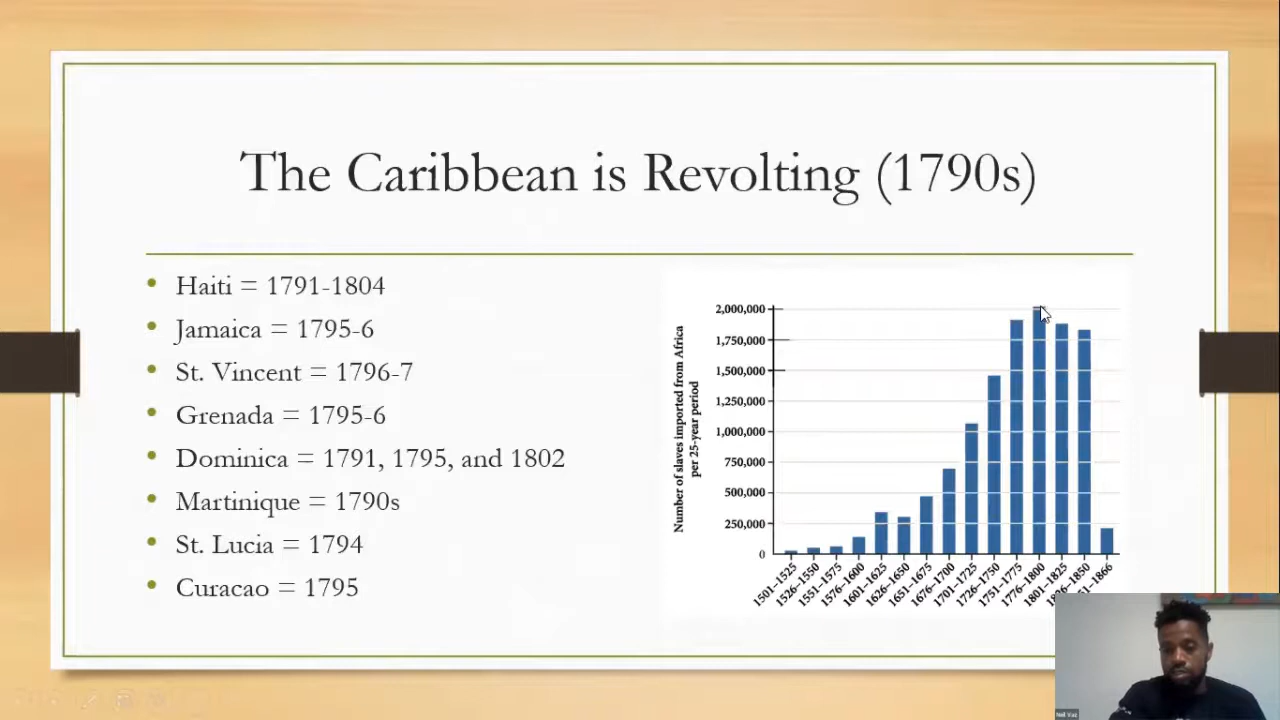 The Caribbean is Revolting (1790s)
• Haiti = 1791-1804
• Jamaica = 1795-6
• St. Vincent = 1796-7
• Grenada = 1795-6
• Dominica = 1791, 1795, and 1802
• Martinique = 1790s
• St. Lucia = 1794
• Curacao = 1795
Number of slaves imported from Africa
per 25-year period
2,000,000
1,750,000
1,500,000
1,250,000
1,000,000
750,000
500,000
250,000
0
1501–1525
1526–1550
1551–1575
1576–1600
1601–1625
1626–1650
1651–1675
1676–1700
1701–1725
1726–1750
1751–1775
1776–1800
1801–1825
–1850
–1866
Neil Vaz